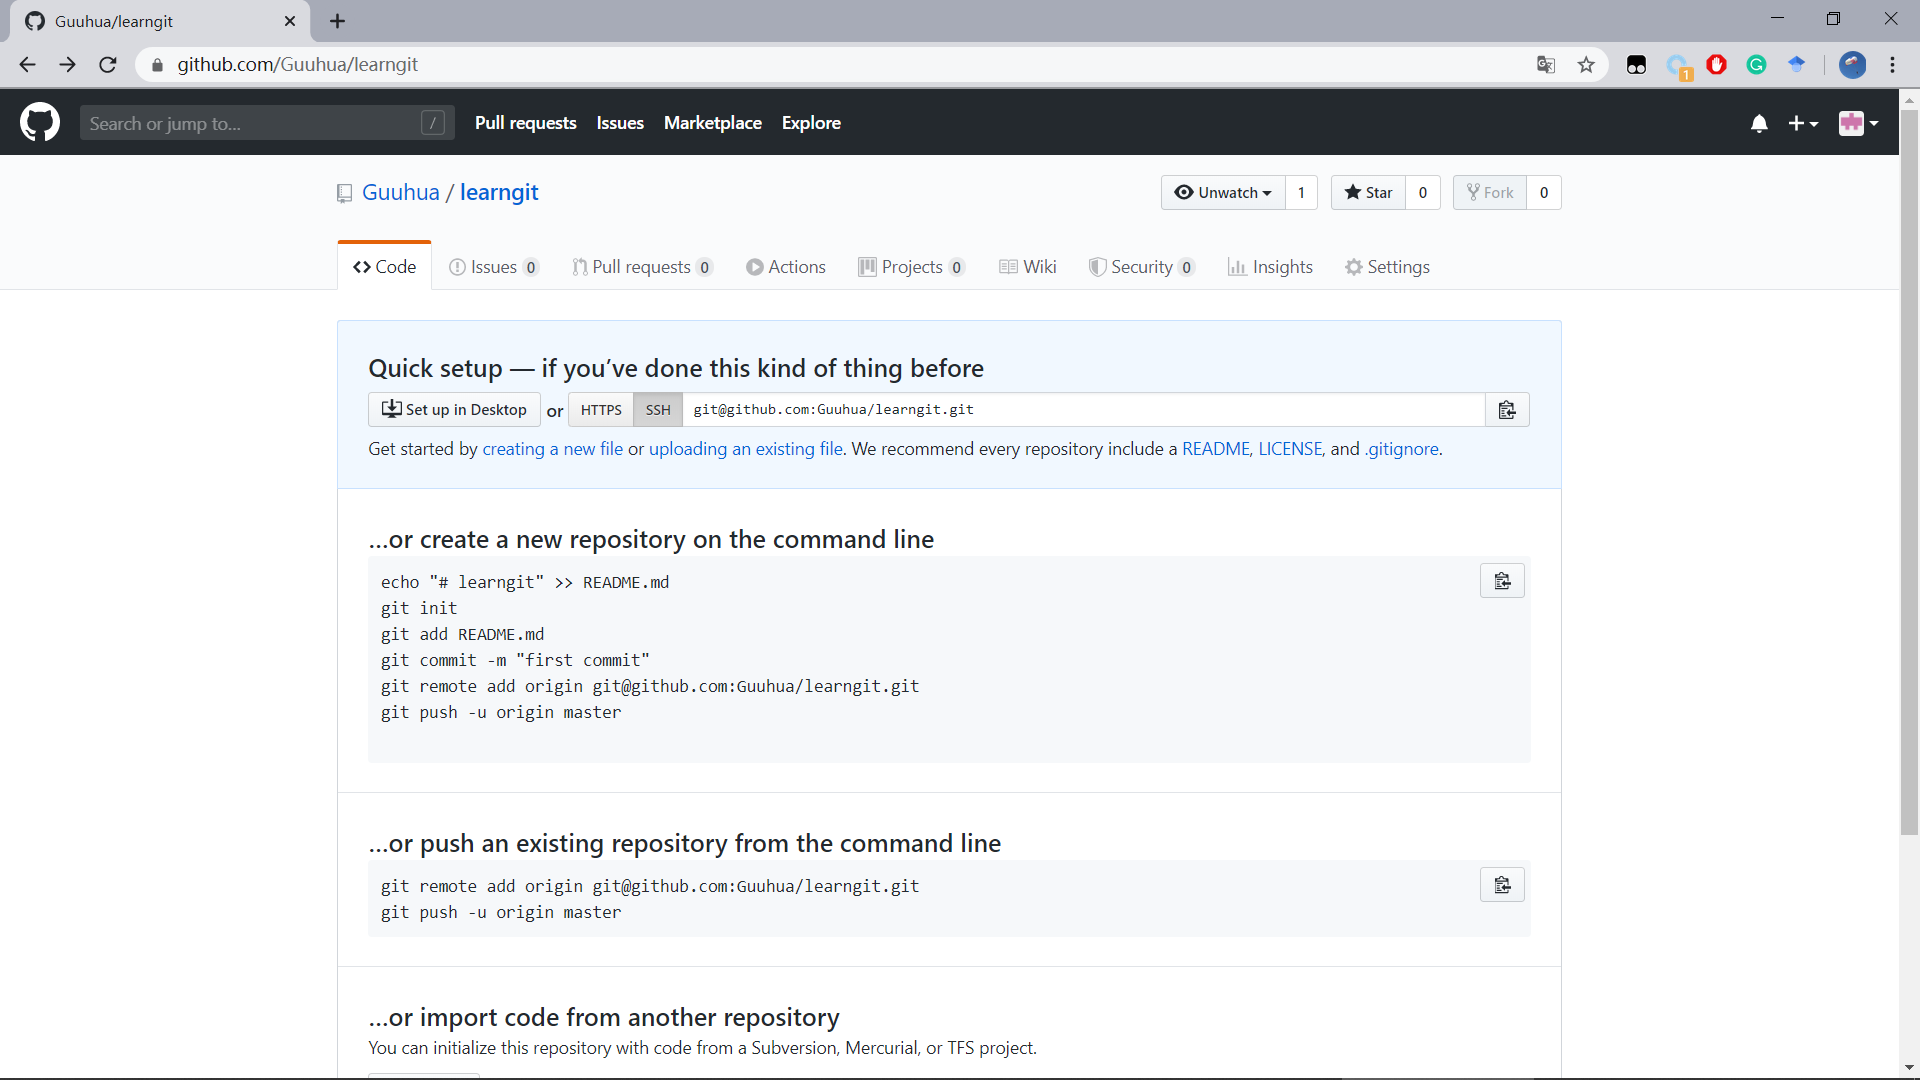 Guuhua/learngit
github.com/Guuhua/learngit
1
Search or jump to... /
Pull requests Issues Marketplace Explore
Guuhua / learngit
Unwatch 1 Star 0 Fork 0
Code Issues 0 Pull requests 0 Actions Projects 0 Wiki Security 0 Insights Settings
Quick setup — if you’ve done this kind of thing before
Set up in Desktop or HTTPS SSH git@github.com:Guuhua/learngit.git
Get started by creating a new file or uploading an existing file. We recommend every repository include a README, LICENSE, and .gitignore.
…or create a new repository on the command line
echo "# learngit" >> README.md
git init
git add README.md
git commit -m "first commit"
git remote add origin git@github.com:Guuhua/learngit.git
git push -u origin master
…or push an existing repository from the command line
git remote add origin git@github.com:Guuhua/learngit.git
git push -u origin master
…or import code from another repository
You can initialize this repository with code from a Subversion, Mercurial, or TFS project.